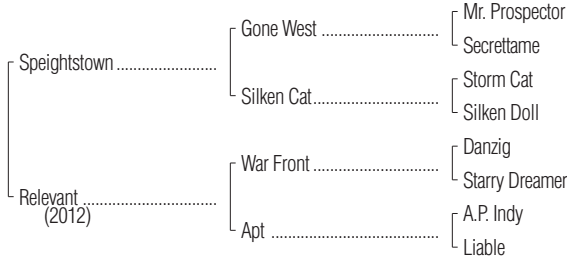 Mr. Prospector
Gone West ..............................
Secrettame
Speightstown .........................
Storm Cat
Silken Cat................................
Silken Doll
Danzig
War Front ................................
Starry Dreamer
Relevant .................................
(2012)
A.P. Indy
Apt ..........................................
Liable